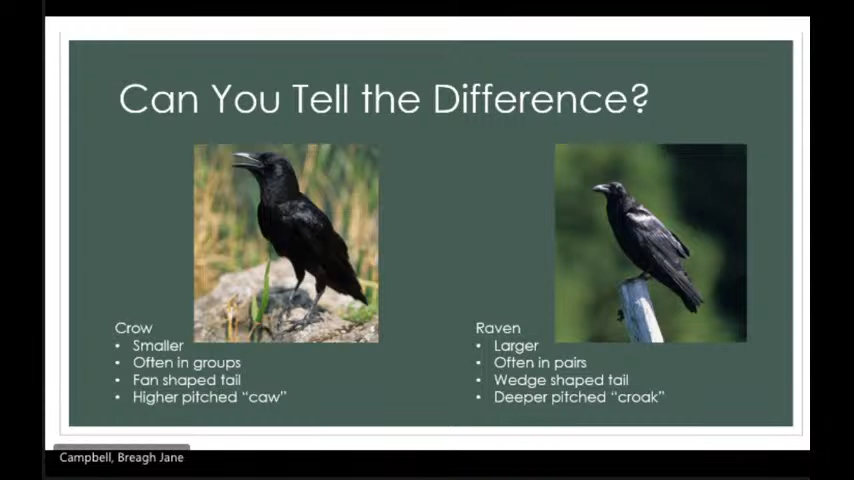 Can You Tell the Difference?
Crow
• Smaller
• Often in groups
• Fan shaped tail
• Higher pitched “caw”
Raven
• Larger
• Often in pairs
• Wedge shaped tail
• Deeper pitched “croak”
Campbell, Breagh Jane